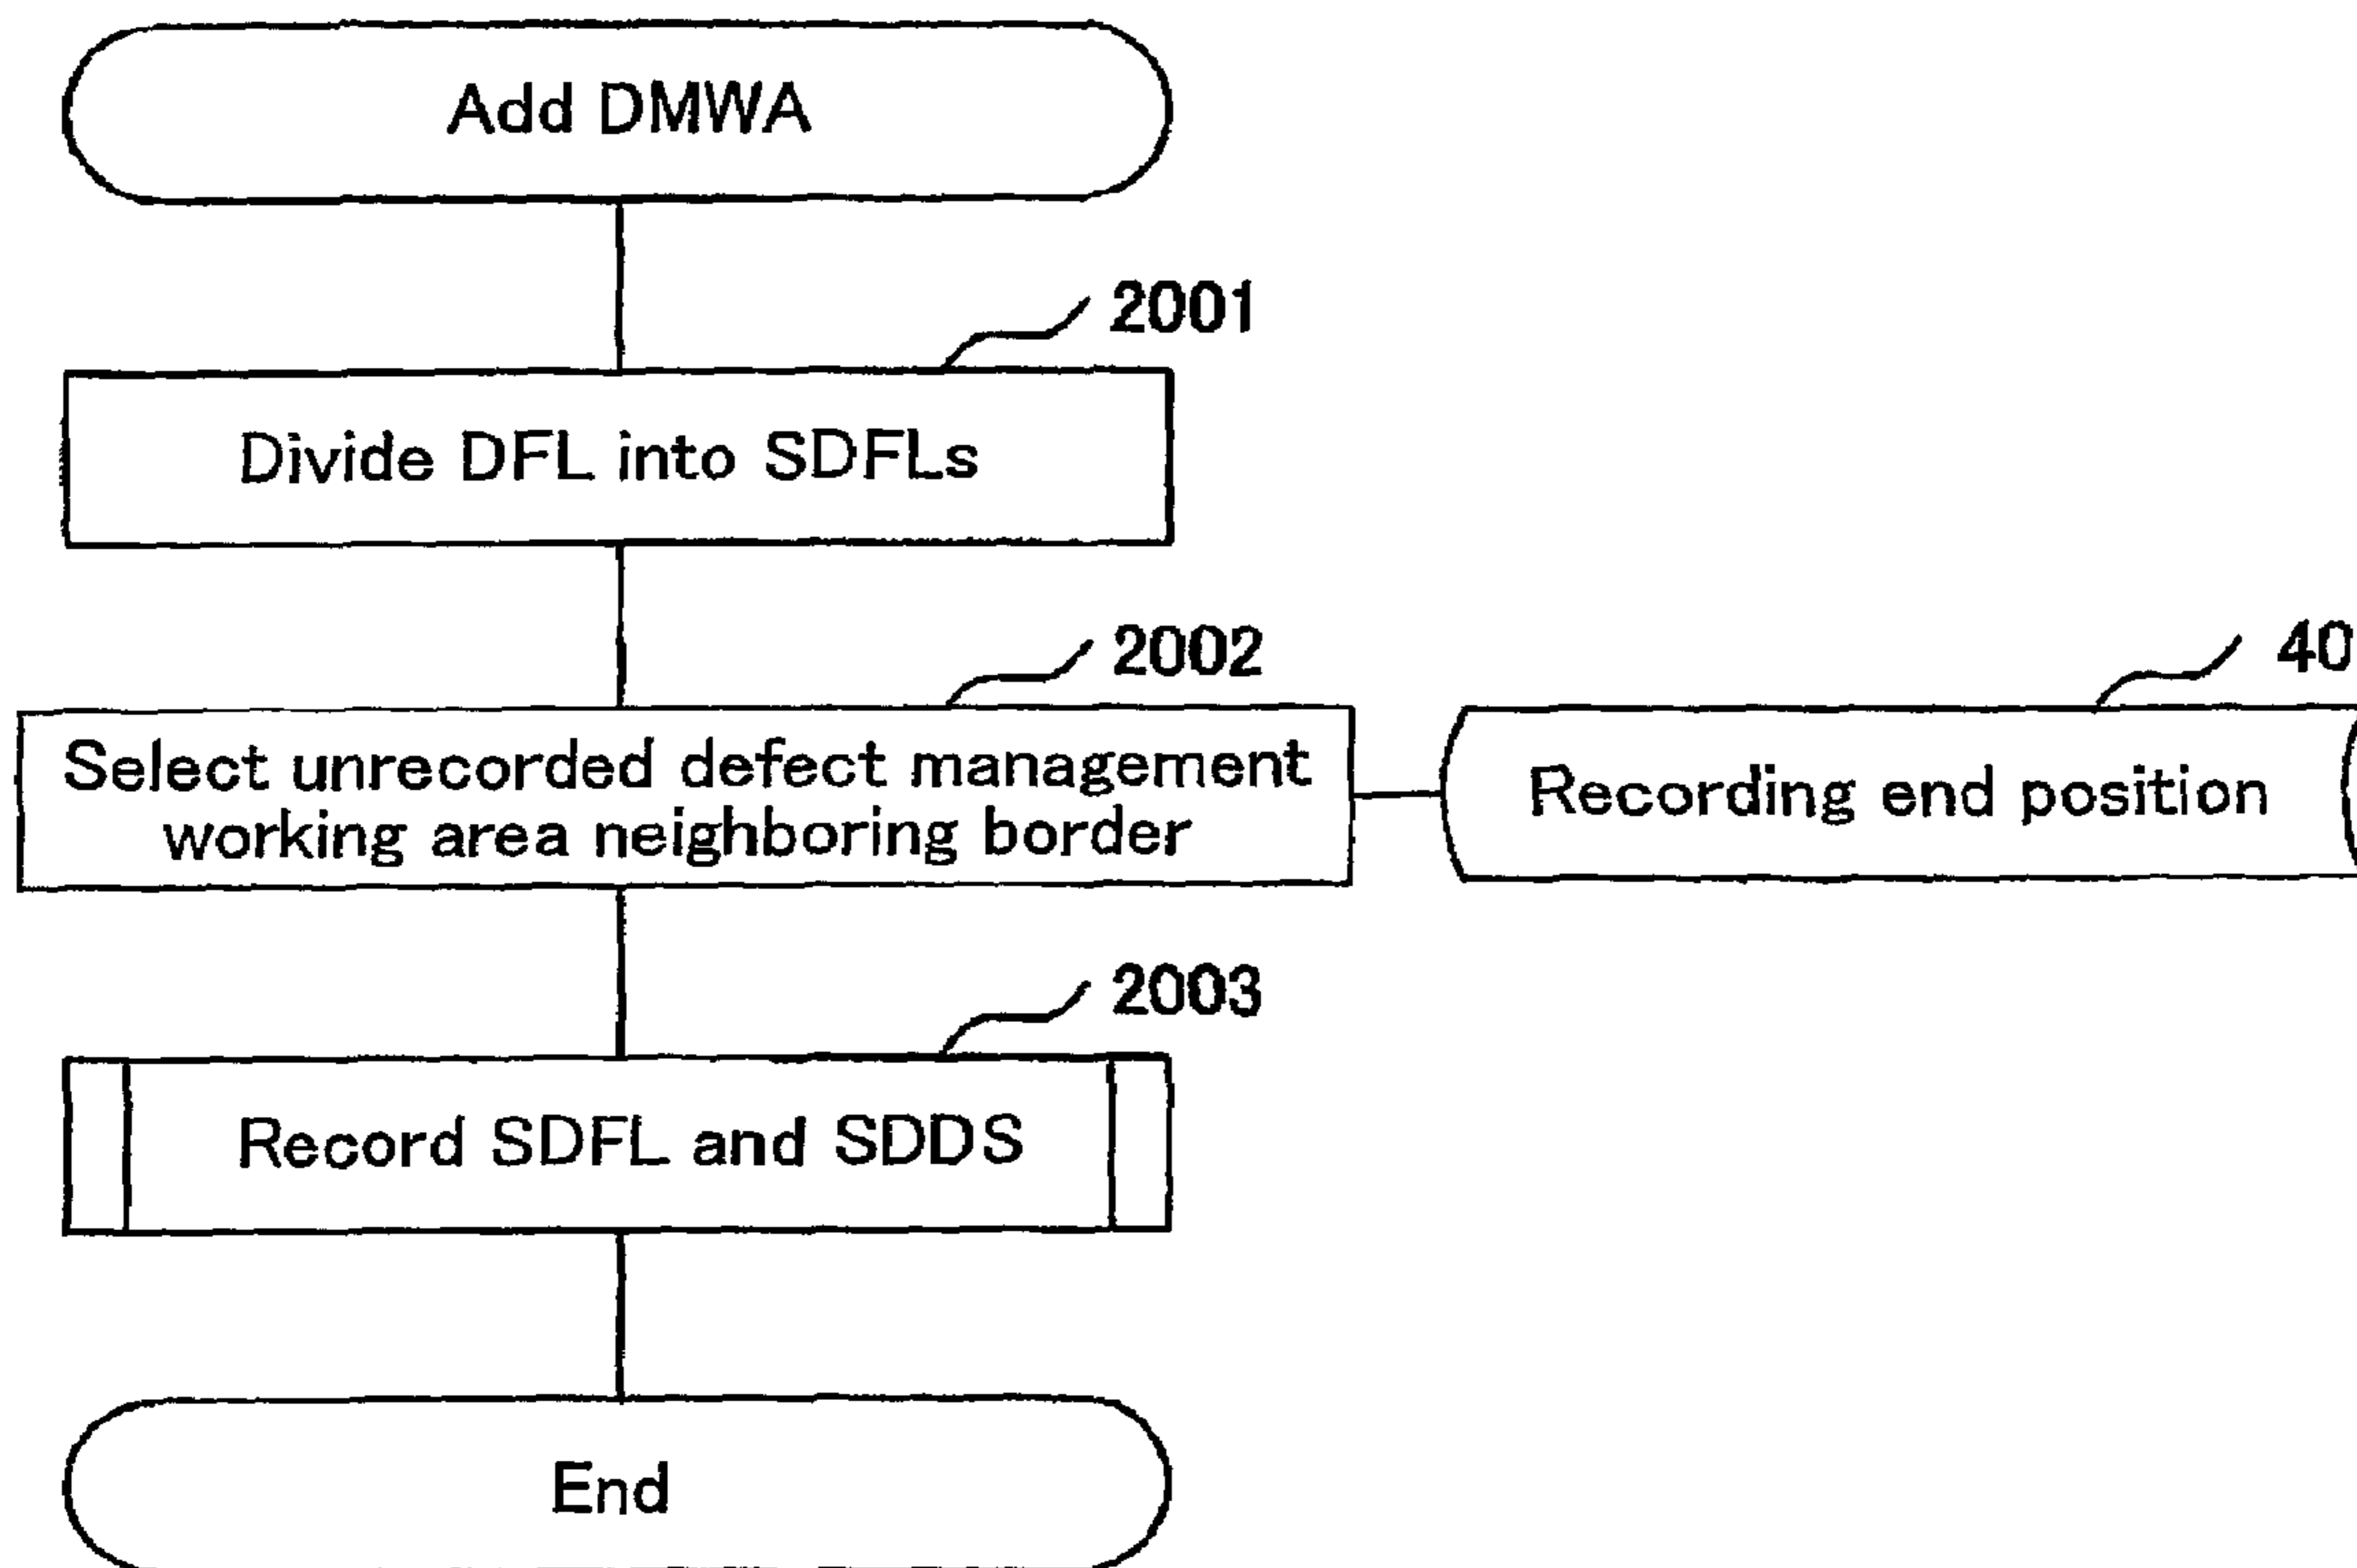 Add DMWA
2001
Divide DFL into SDFLs
2002
40
Select unrecorded defect management
working area neighboring border
Recording end position
2003
Record SDFL and SDDS
End